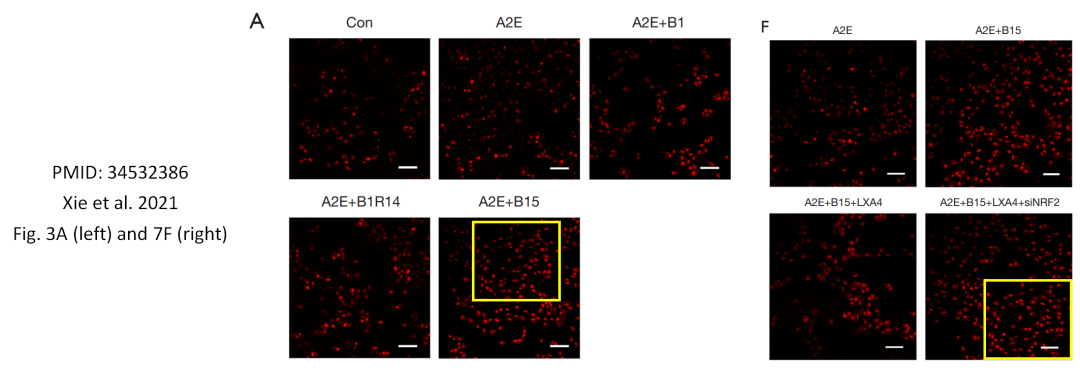 PMID: 34532386
Xie et al. 2021
Fig. 3A (left) and 7F (right)
A
Con
A2E
A2E+B1
A2E+B1R14
A2E+B15
F
A2E
A2E+B15
A2E+B15+LXA4
A2E+B15+LXA4+siNRF2